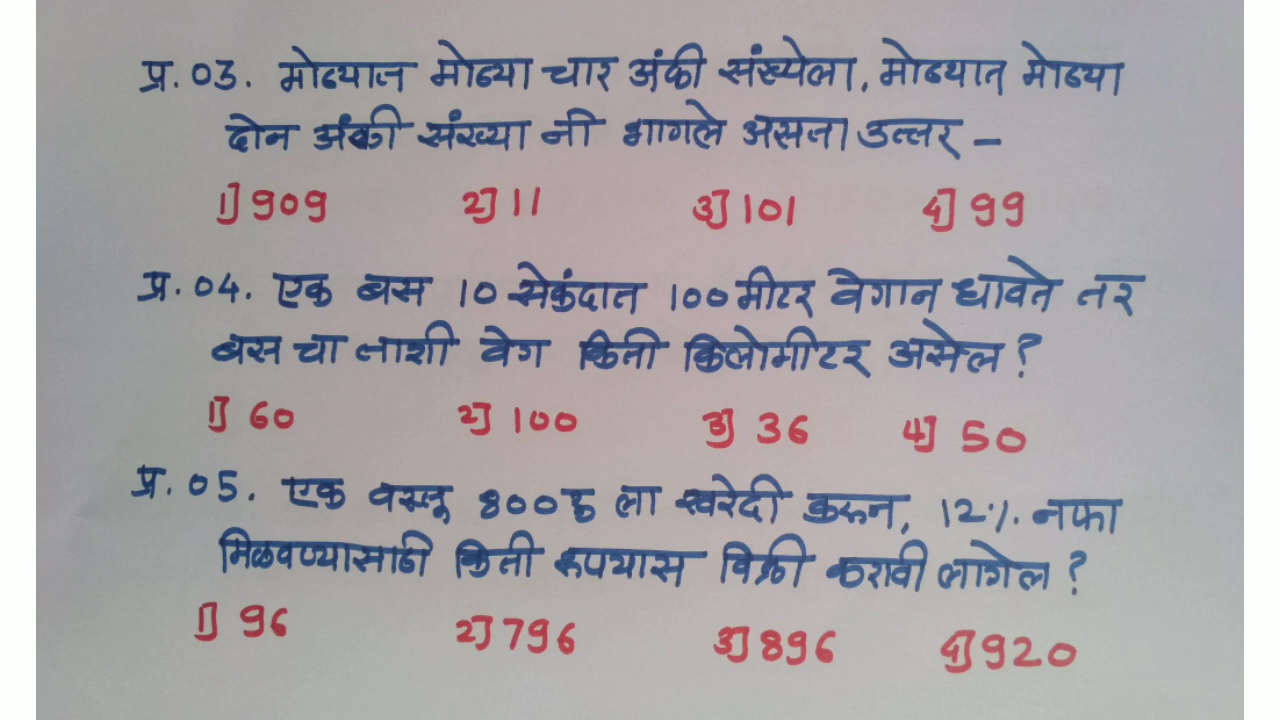 प्र. 03. मोठ्यात मोठ्या चार अंकी संख्येला, मोठ्यात मोठ्या
दोन अंकी संख्या नी भागले असता उत्तर -
1] 909 2] 11 3] 101 4] 99
प्र. 04. एक बस 10 सेकंदात 100 मीटर वेगान धावते तर
बस चा ताशी वेग किती किलोमीटर असेल ?
1] 60 2] 100 3] 36 4] 50
प्र. 05. एक वस्तू 800 रु ला खरेदी करून, 12% नफा
मिळवण्यासाठी किती रुपयास विक्री करावी लागेल ?
1] 96 2] 796 3] 896 4] 920